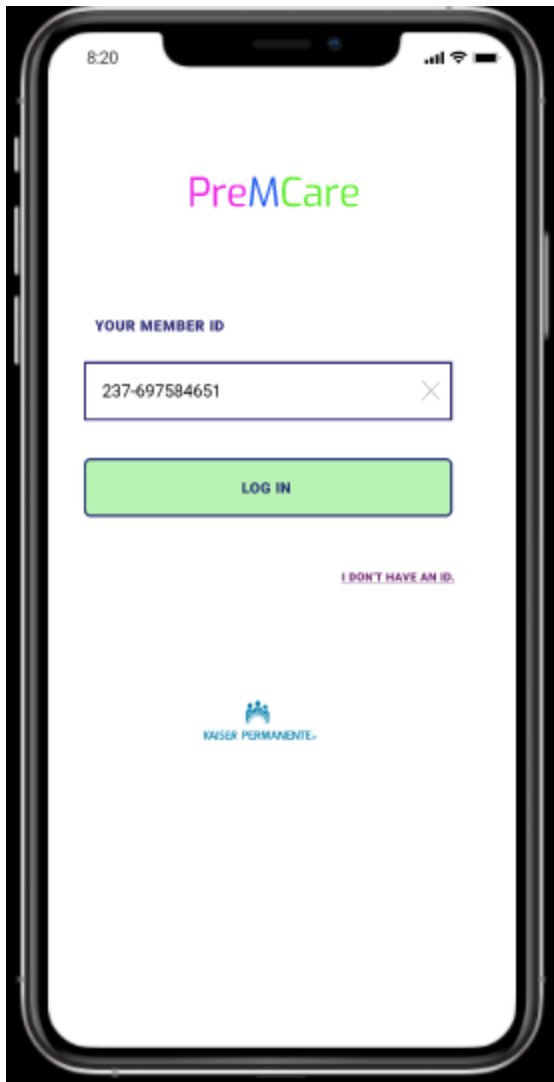 8:20
PreMCare
YOUR MEMBER ID
237-697584651
LOG IN
I DON'T HAVE AN ID.
KAISER PERMANENTE®